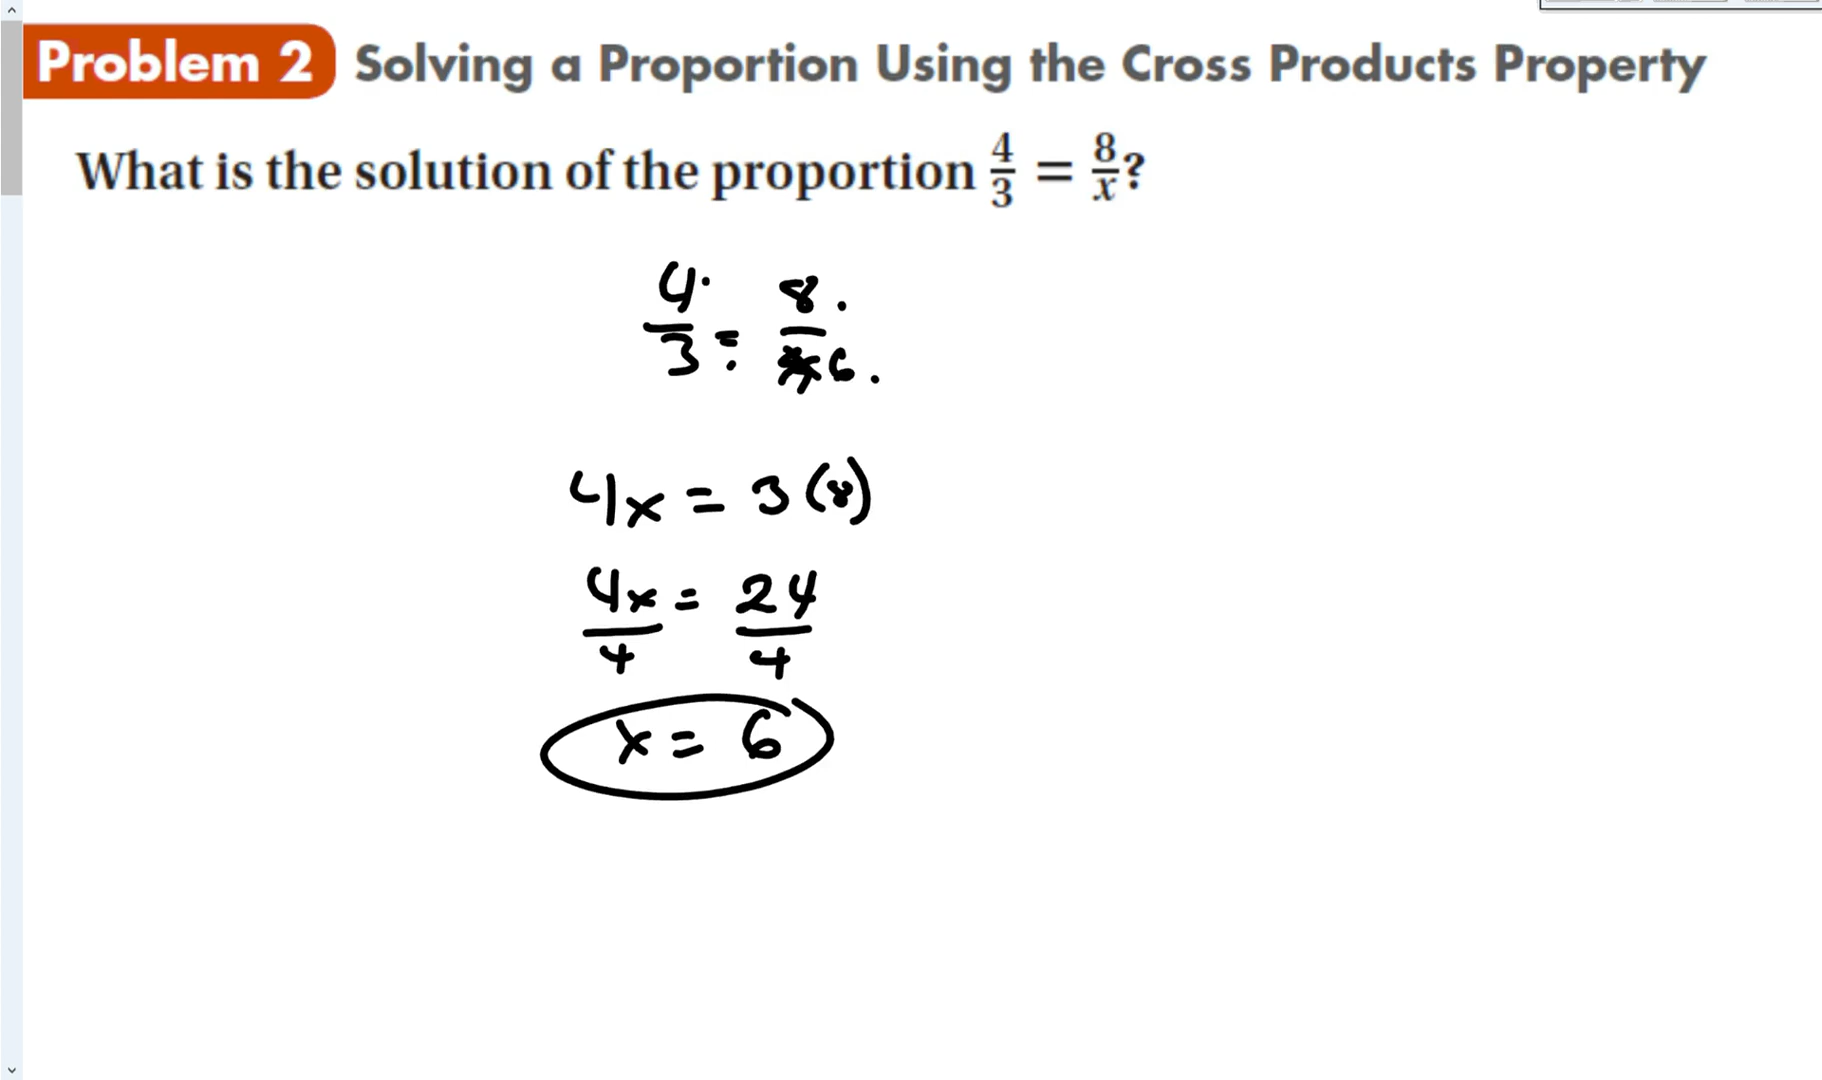 Problem 2 Solving a Proportion Using the Cross Products Property
What is the solution of the proportion 4/3 = 8/x?
4/3 = 8/6
4x = 3(8)
4x/4 = 24/4
x = 6